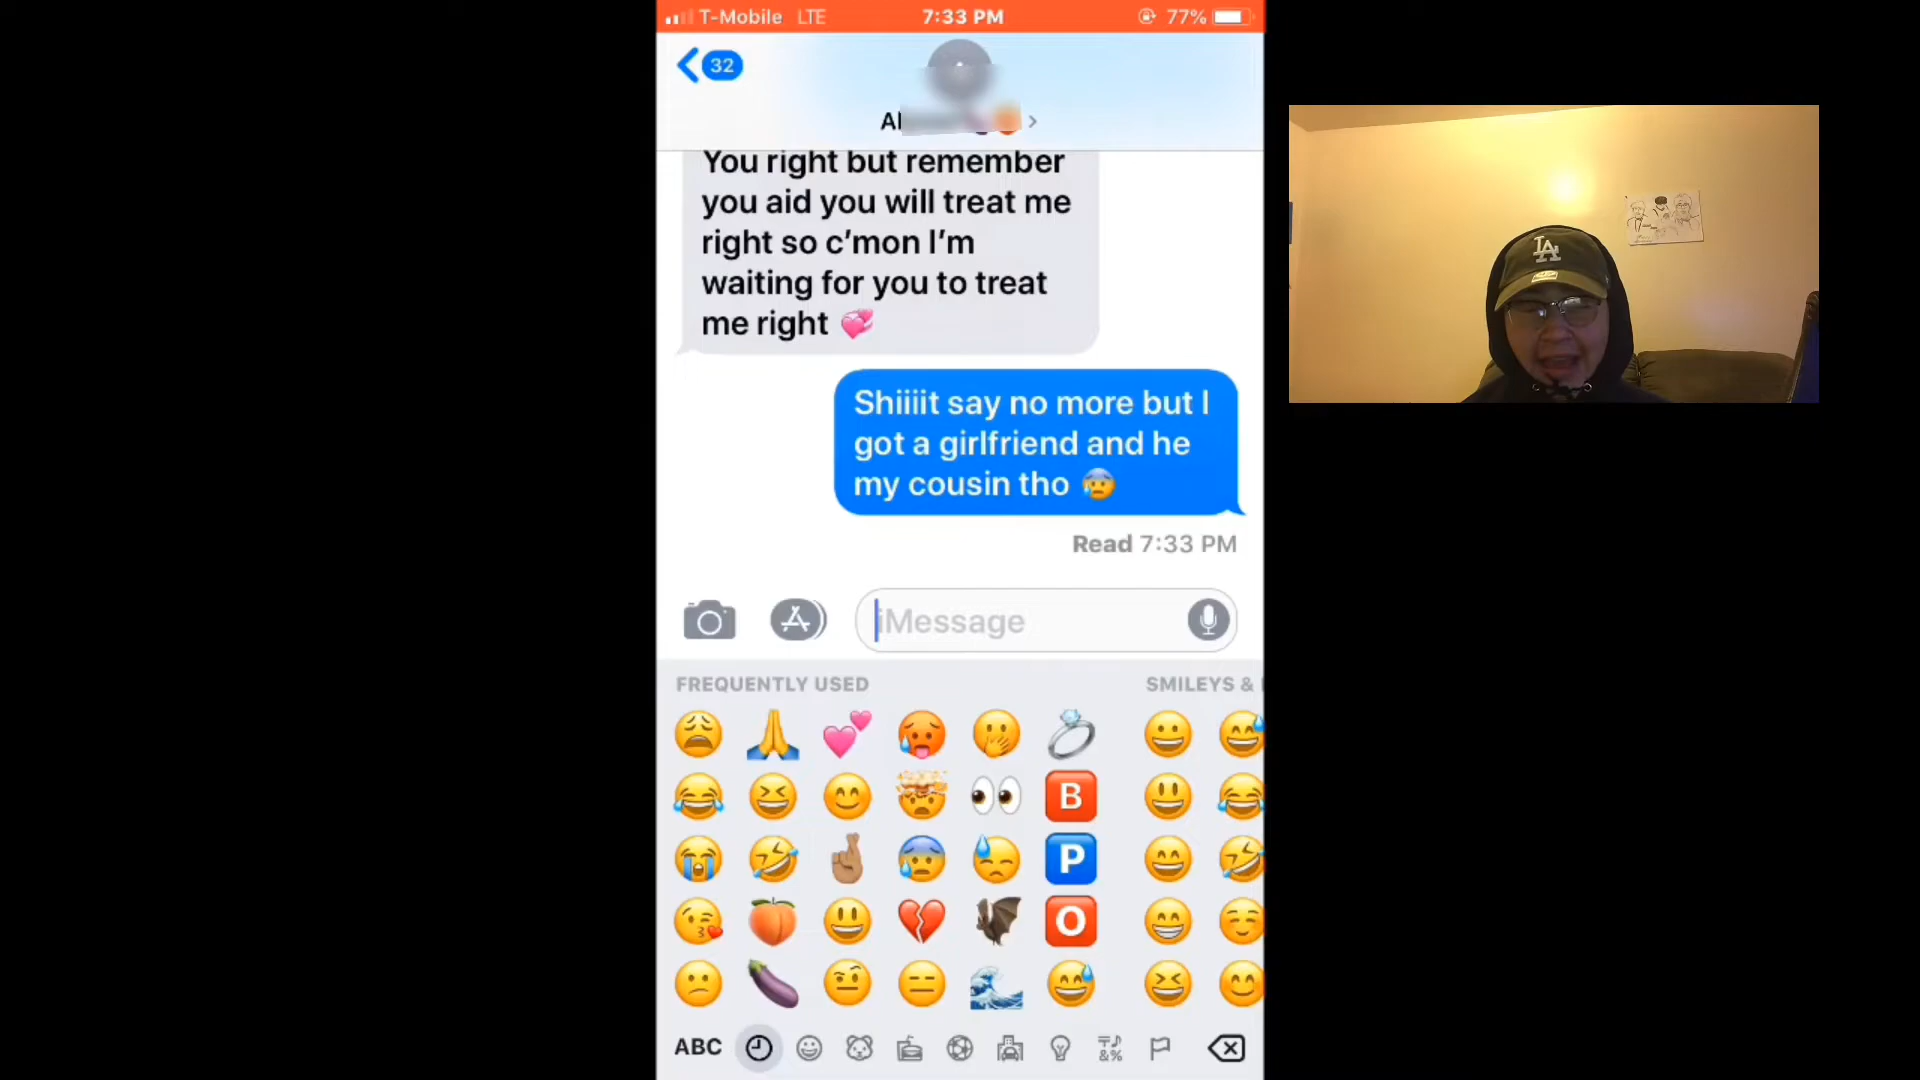 T-Mobile LTE 7:33 PM 77%
32
You right but remember
you aid you will treat me
right so c'mon I'm
waiting for you to treat
me right 💞
Shiiiit say no more but I
got a girlfriend and he
my cousin tho 😰
Read 7:33 PM
iMessage
FREQUENTLY USED SMILEYS &
B
P
O
ABC
LA